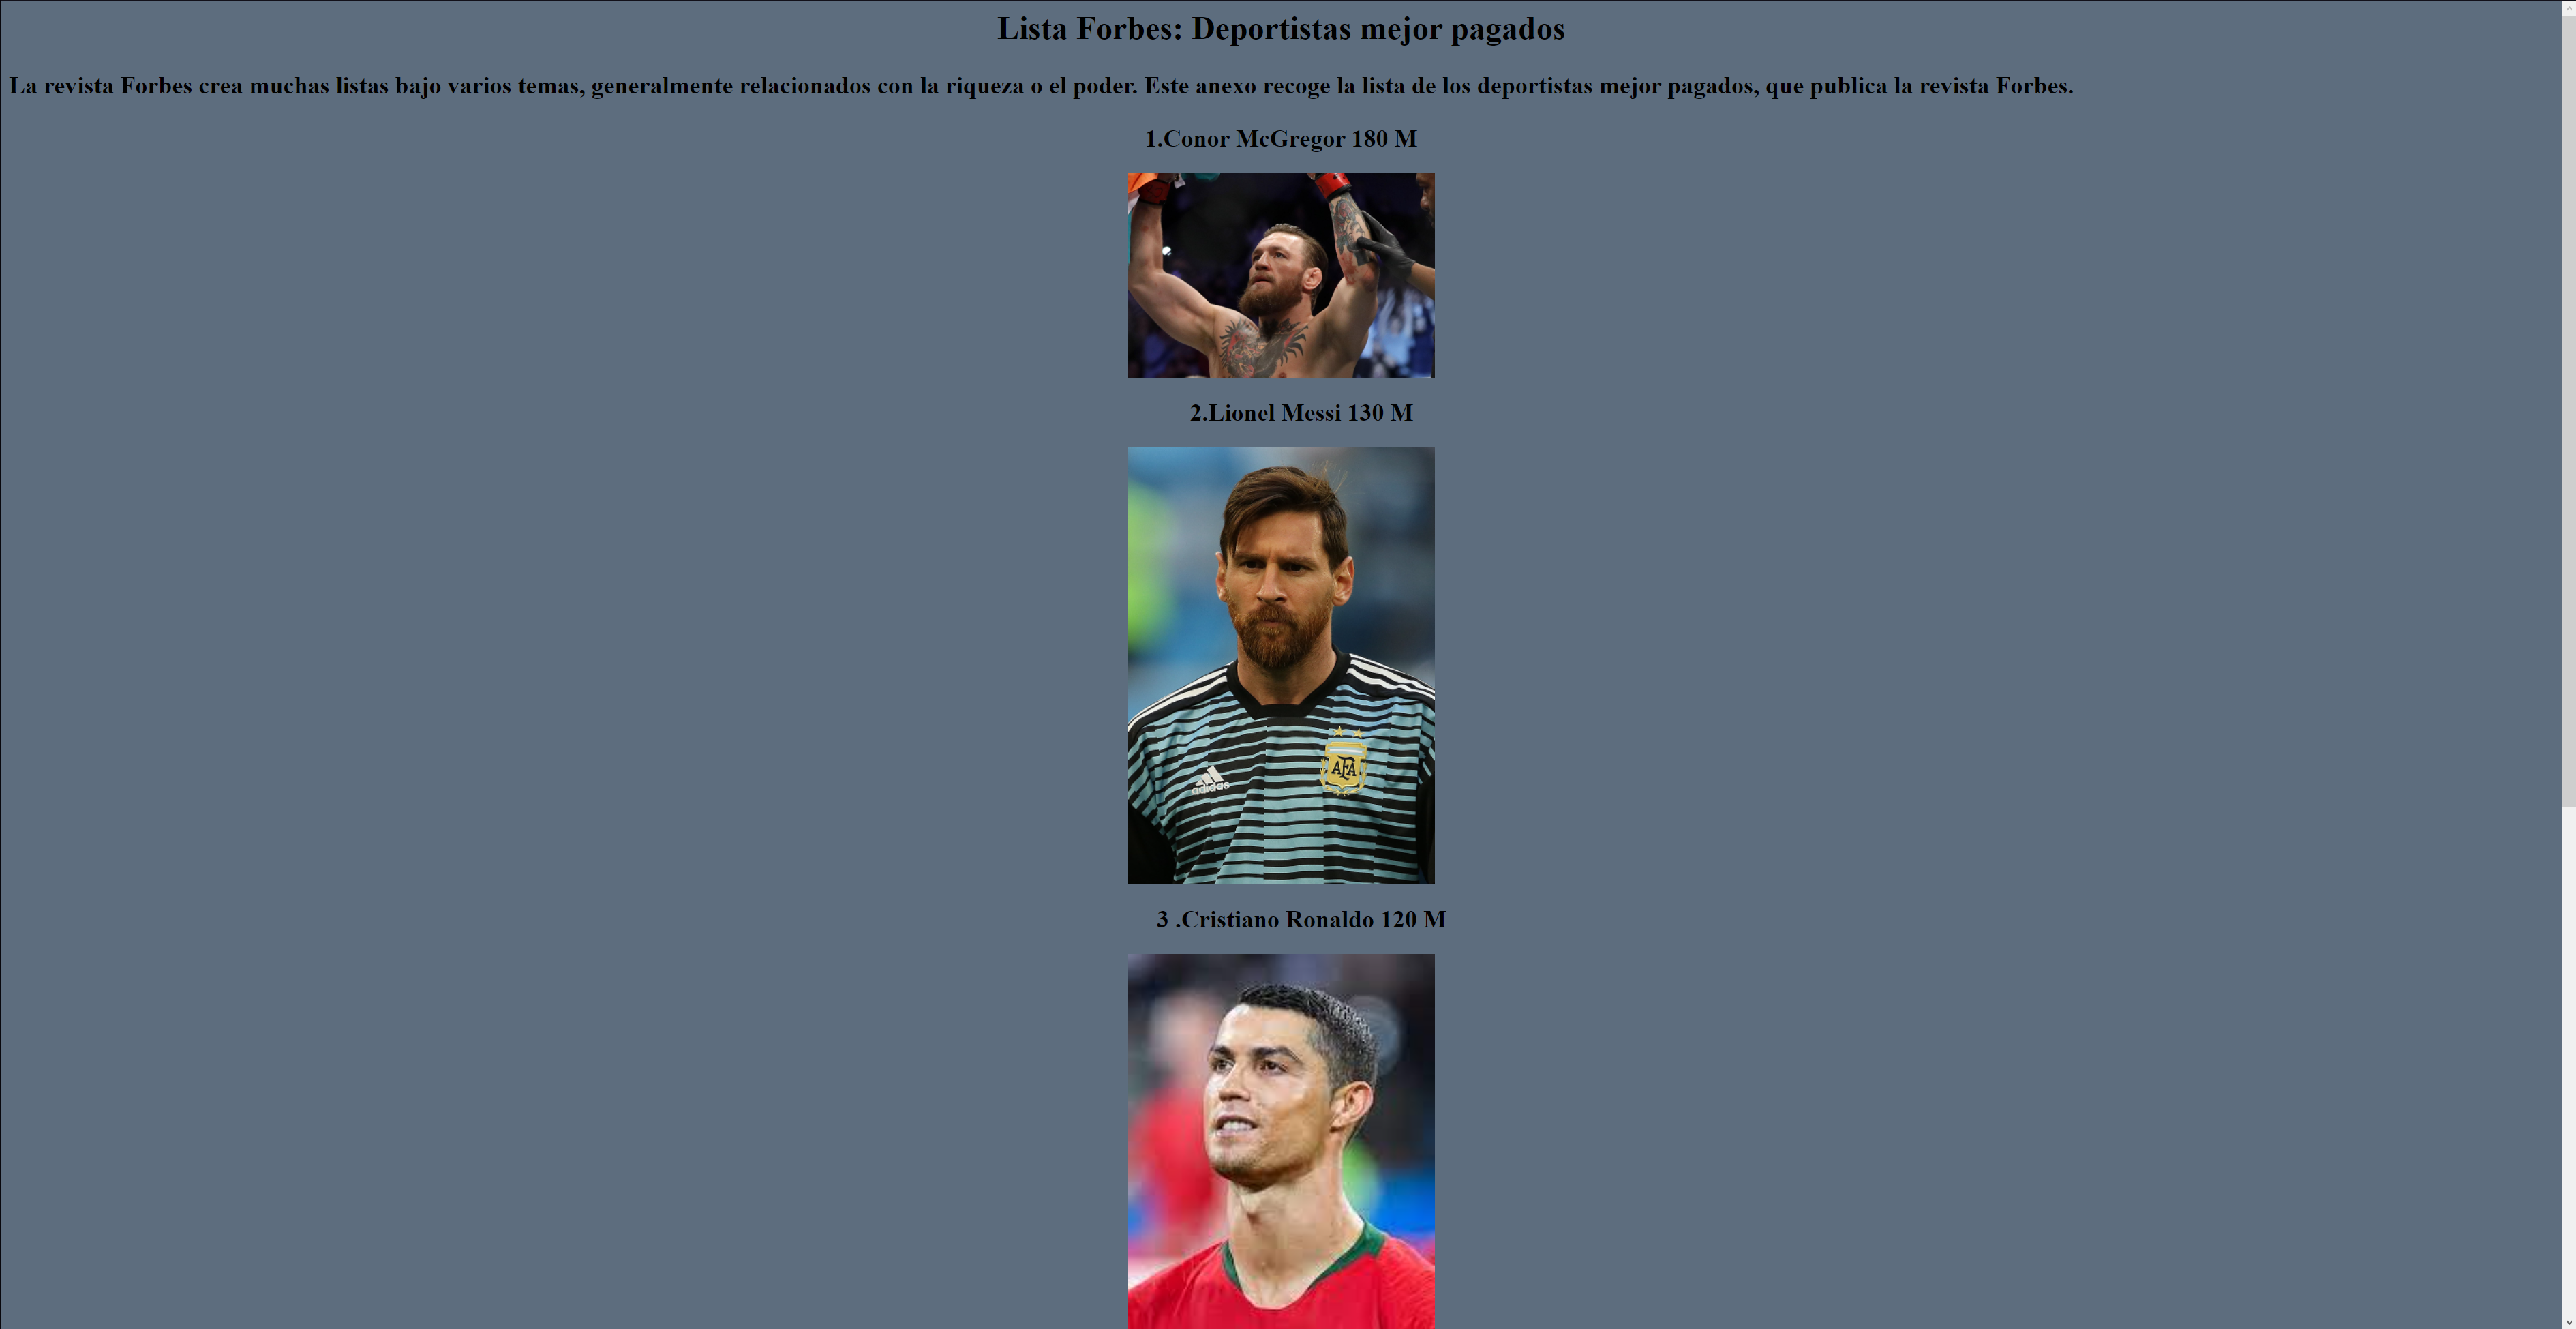 Lista Forbes: Deportistas mejor pagados
La revista Forbes crea muchas listas bajo varios temas, generalmente relacionados con la riqueza o el poder. Este anexo recoge la lista de los deportistas mejor pagados, que publica la revista Forbes.
1.Conor McGregor 180 M
2.Lionel Messi 130 M
adidas
AFA
3 .Cristiano Ronaldo 120 M